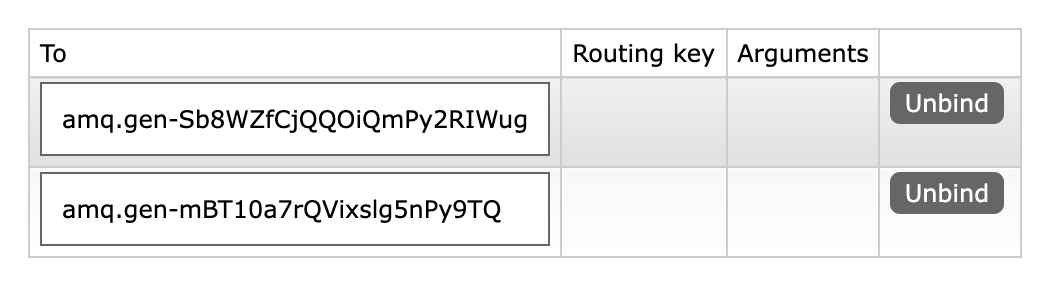 To Routing key Arguments
amq.gen-Sb8WZfCjQQOiQmPy2RIWug Unbind
amq.gen-mBT10a7rQVixslg5nPy9TQ Unbind